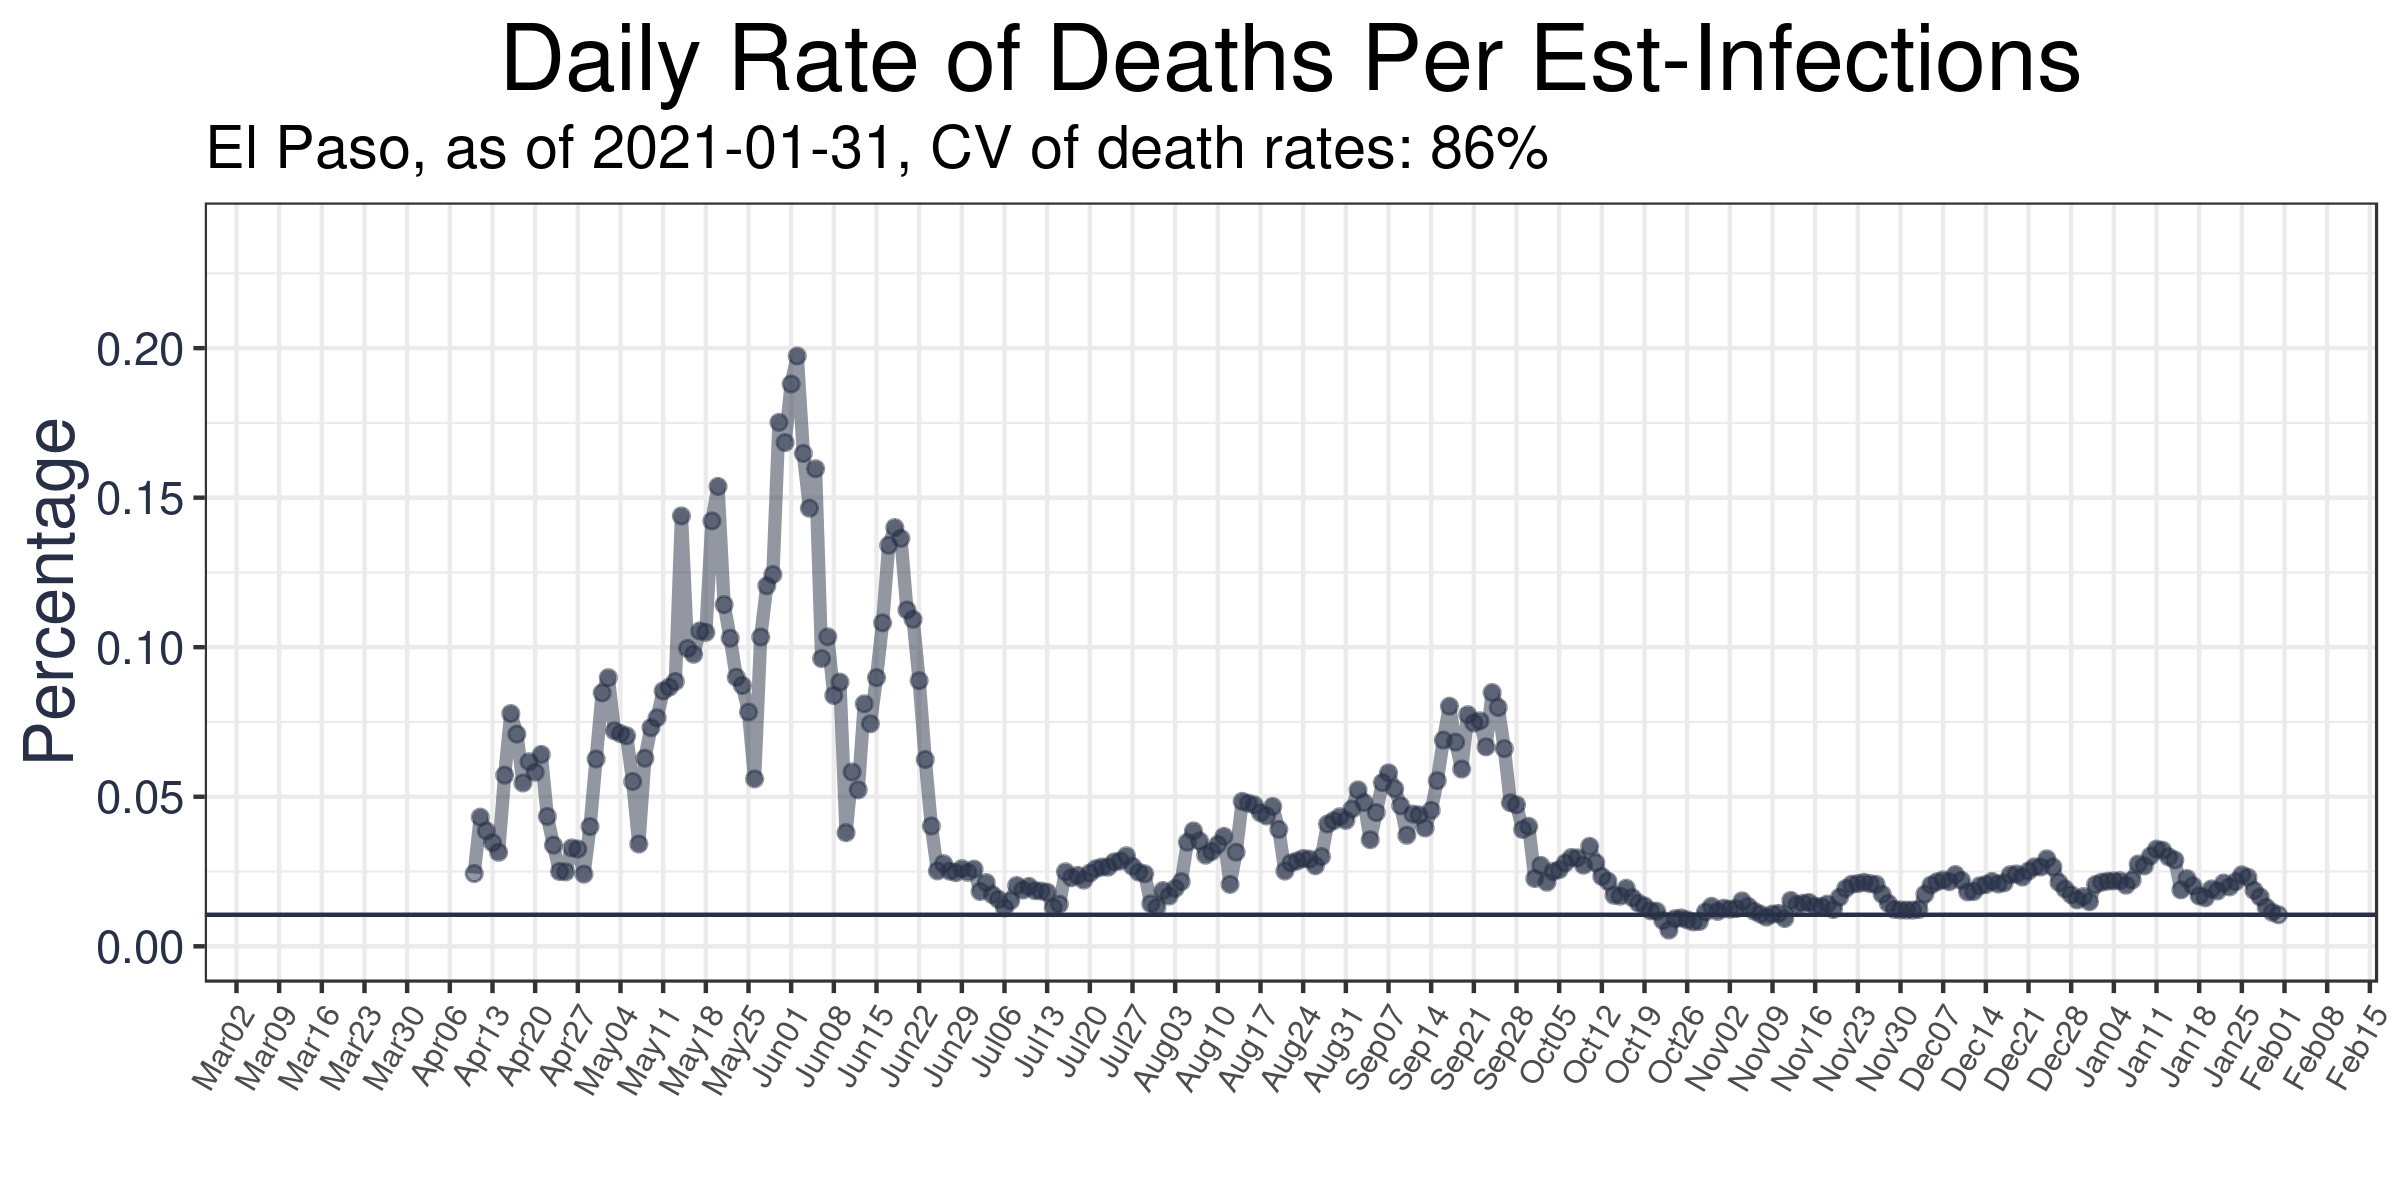 Daily Rate of Deaths Per Est-Infections
El Paso, as of 2021-01-31, CV of death rates: 86%
Percentage
0.20
0.15
0.10
0.05
0.00
Mar02 Mar09 Mar16 Mar23 Mar30 Apr06 Apr13 Apr20 Apr27 May04 May11 May18 May25 Jun01 Jun08 Jun15 Jun22 Jun29 Jul06 Jul13 Jul20 Jul27 Aug03 Aug10 Aug17 Aug24 Aug31 Sep07 Sep14 Sep21 Sep28 Oct05 Oct12 Oct19 Oct26 Nov02 Nov09 Nov16 Nov23 Nov30 Dec07 Dec14 Dec21 Dec28 Jan04 Jan11 Jan18 Jan25 Feb01 Feb08 Feb15